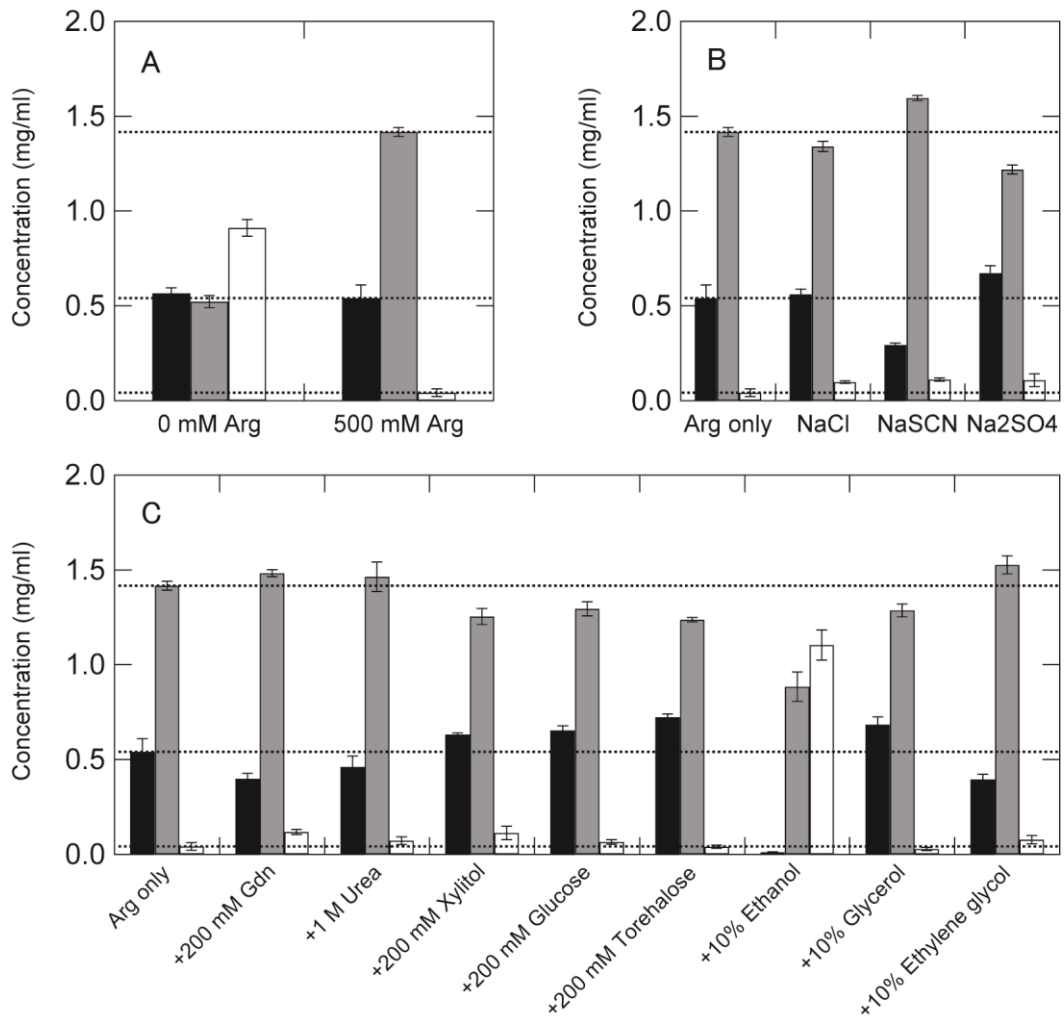 A
Concentration (mg/ml)
2.0
1.5
1.0
0.5
0.0
0 mM Arg
500 mM Arg
B
Concentration (mg/ml)
2.0
1.5
1.0
0.5
0.0
Arg only
NaCl
NaSCN
Na2SO4
C
Concentration (mg/ml)
2.0
1.5
1.0
0.5
0.0
Arg only
+200 mM Gdn
+1 M Urea
+200 mM Xylitol
+200 mM Glucose
+200 mM Torehalose
+10% Ethanol
+10% Glycerol
+10% Ethylene glycol